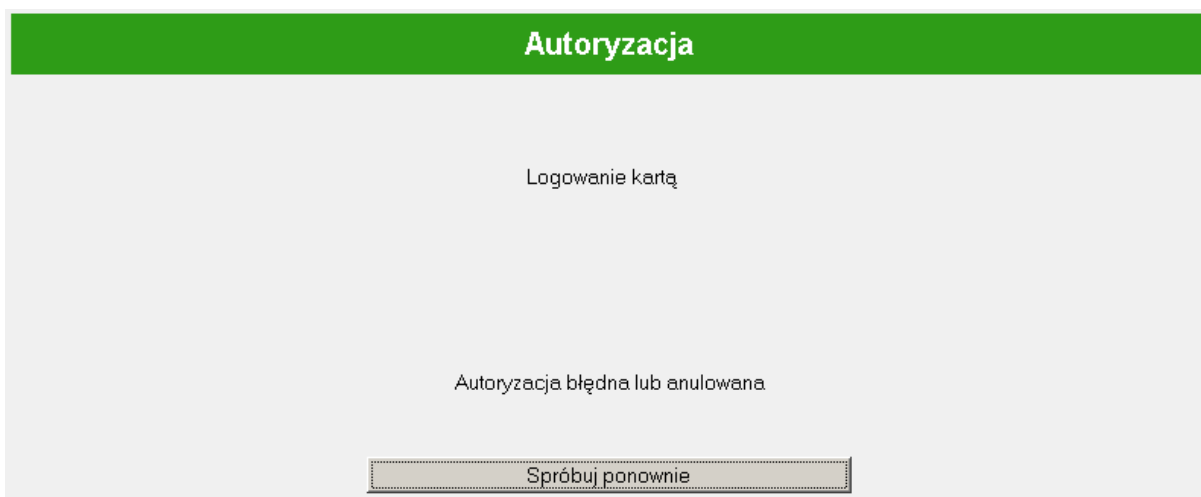 Autoryzacja
Logowanie kartą
Autoryzacja błędna lub anulowana
Spróbuj ponownie